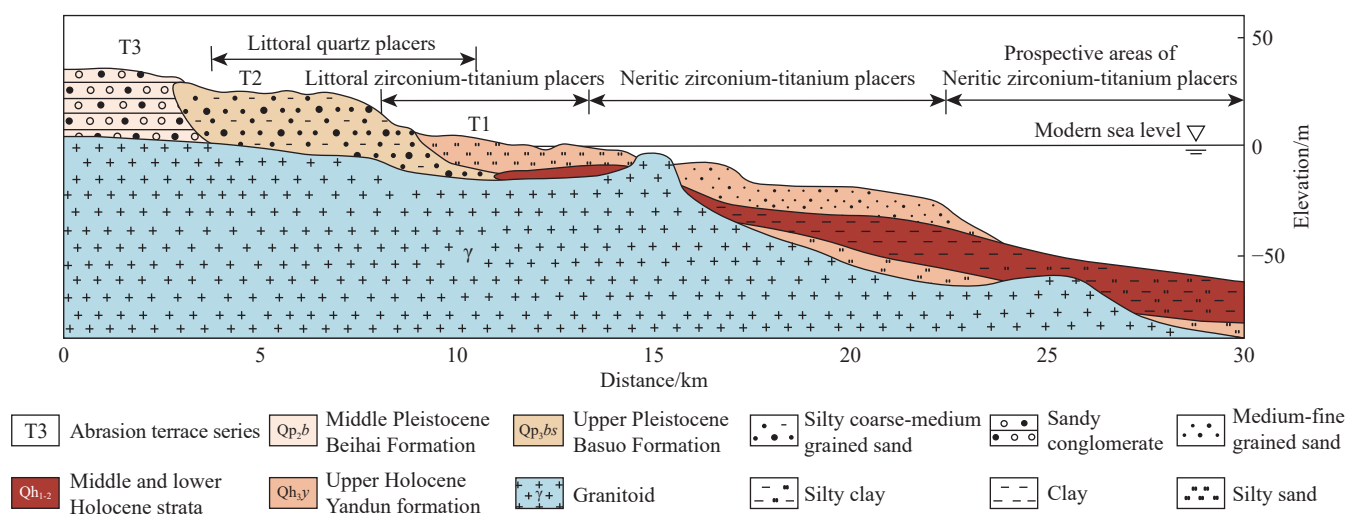 T3
Littoral quartz placers
T2
Littoral zirconium-titanium placers
Neritic zirconium-titanium placers
Prospective areas of
Neritic zirconium-titanium placers
T1
Modern sea level
γ
50
0
−50
Elevation/m
0 5 10 15 20 25 30
Distance/km
T3 Abrasion terrace series
Qp₂b Middle Pleistocene
Beihai Formation
Qp₃bs Upper Pleistocene
Basuo Formation
Silty coarse-medium
grained sand
Sandy
conglomerate
Medium-fine
grained sand
Qh₁₋₂ Middle and lower
Holocene strata
Qh₃y Upper Holocene
Yandun formation
γ Granitoid
Silty clay
Clay
Silty sand